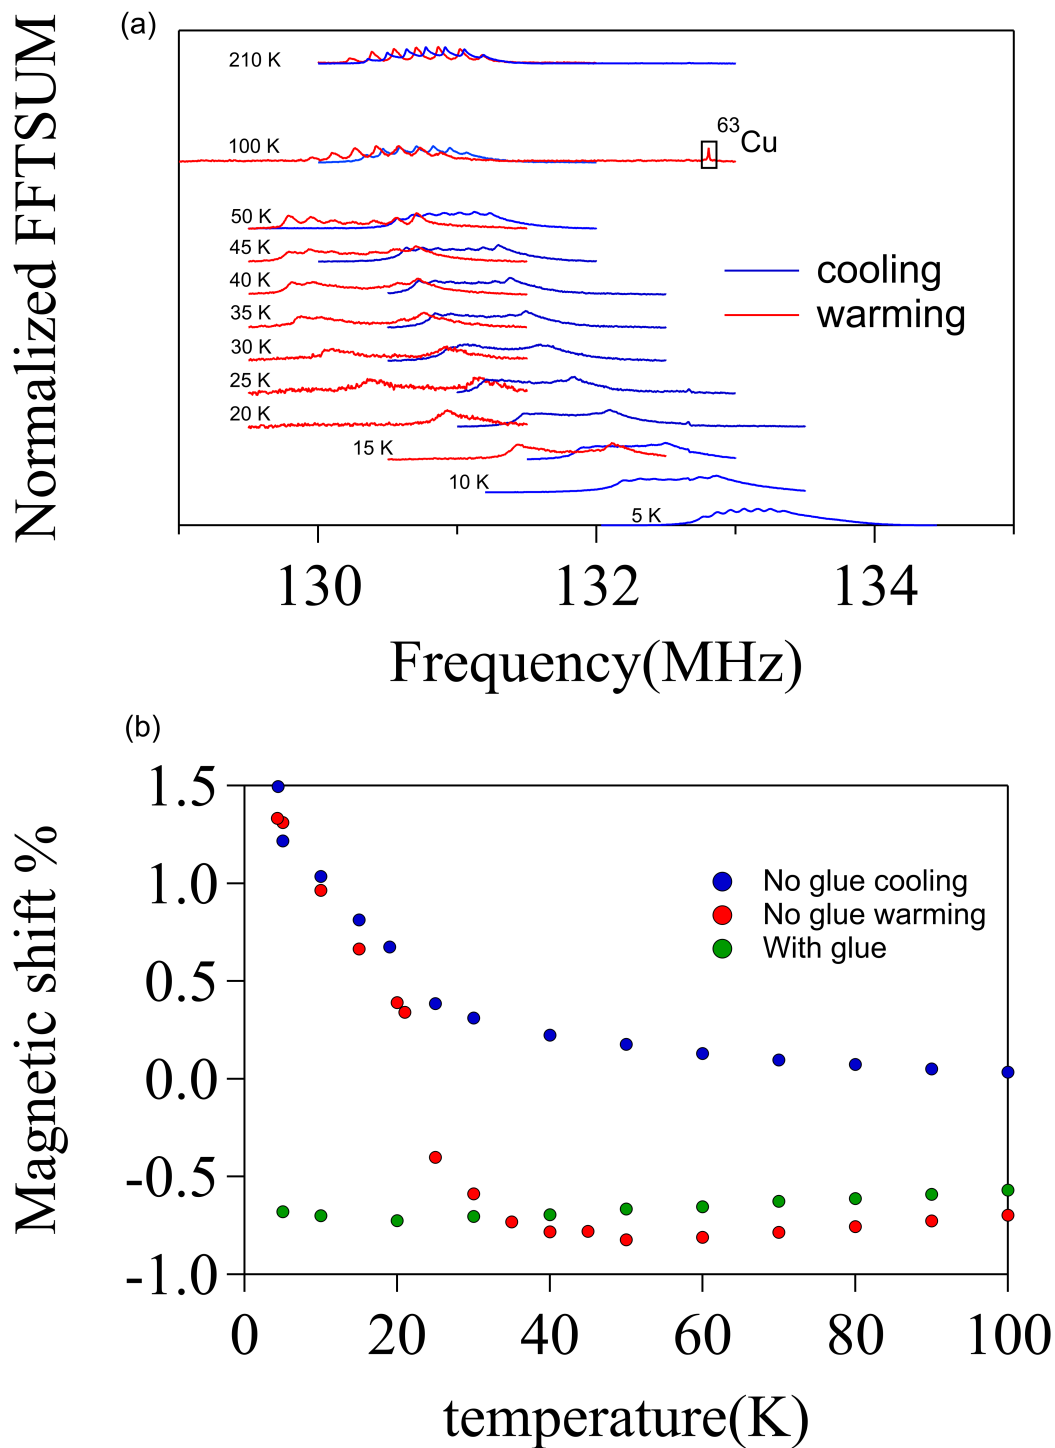 (a)
Normalized FFTSUM
210 K
100 K
63Cu
50 K
45 K
40 K
35 K
30 K
25 K
20 K
15 K
10 K
5 K
cooling
warming
130 132 134
Frequency(MHz)
(b)
Magnetic shift %
1.5
1.0
0.5
0.0
-0.5
-1.0
No glue cooling
No glue warming
With glue
0 20 40 60 80 100
temperature(K)